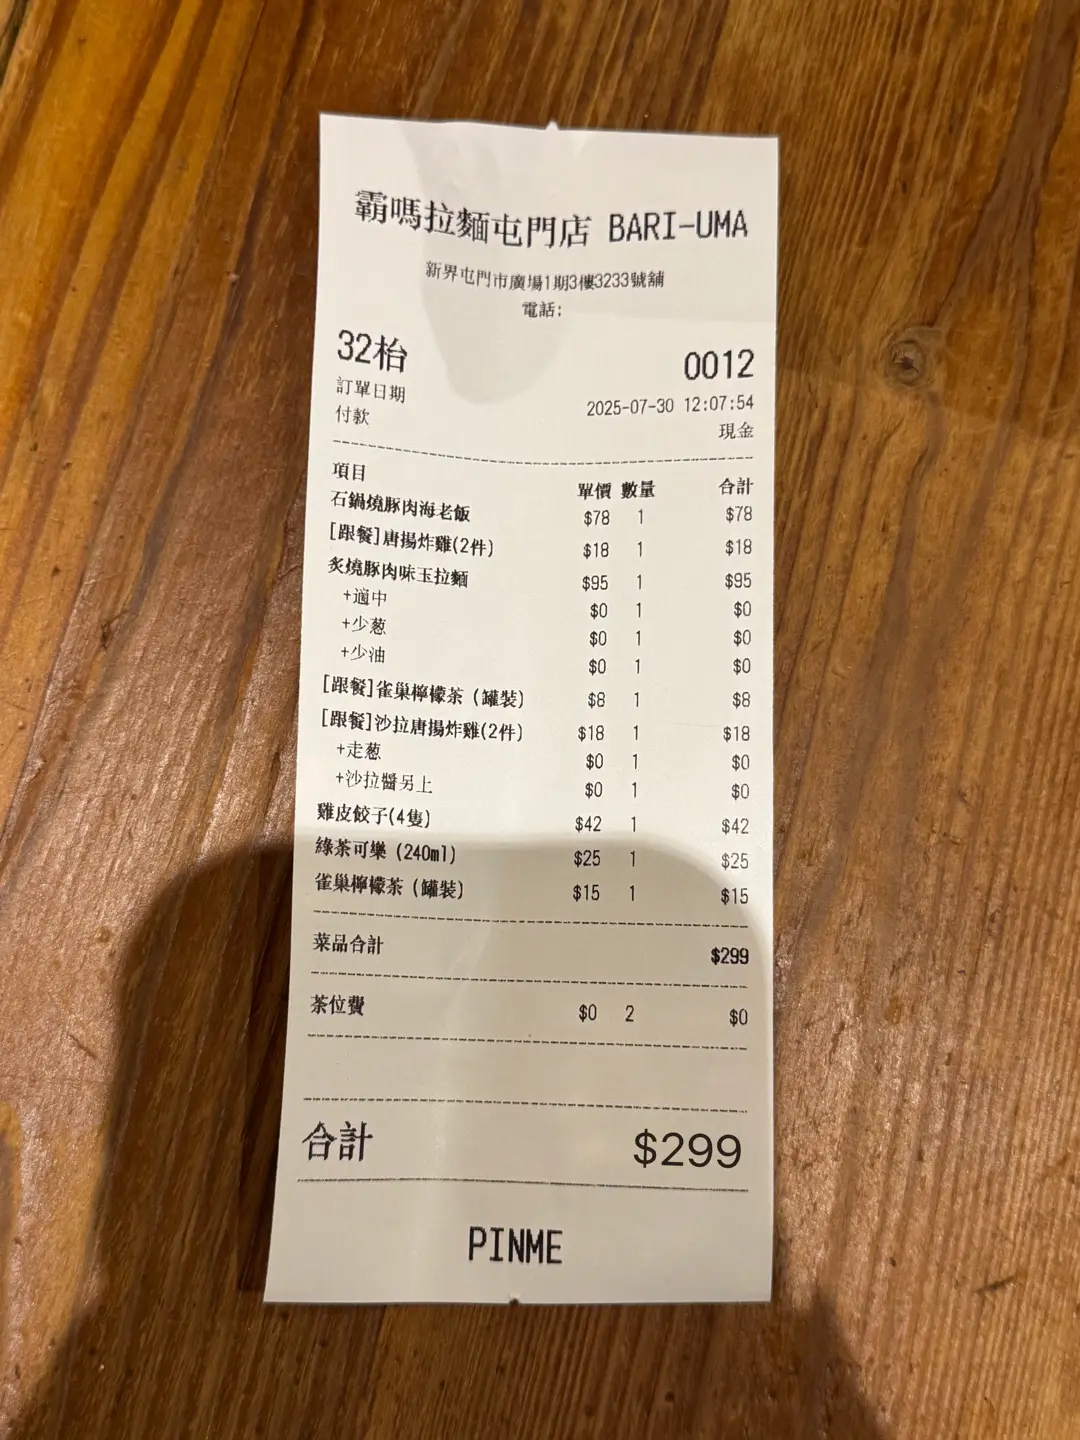 霸嗎拉麵屯門店 BARI-UMA
新界屯門市廣場1期3樓3233號舖
電話:
32枱 0012
訂單日期 2025-07-30 12:07:54
付款 現金
項目 單價 數量 合計
石鍋燒豚肉海老飯 $78 1 $78
[跟餐]唐揚炸雞(2件) $18 1 $18
炙燒豚肉味玉拉麵 $95 1 $95
+適中 $0 1 $0
+少葱 $0 1 $0
+少油 $0 1 $0
[跟餐]雀巢檸檬茶 (罐裝) $8 1 $8
[跟餐]沙拉唐揚炸雞(2件) $18 1 $18
+走葱 $0 1 $0
+沙拉醬另上 $0 1 $0
雞皮餃子(4隻) $42 1 $42
綠茶可樂 (240ml) $25 1 $25
雀巢檸檬茶 (罐裝) $15 1 $15
菜品合計 $299
茶位費 $0 2 $0
合計 $299
PINME